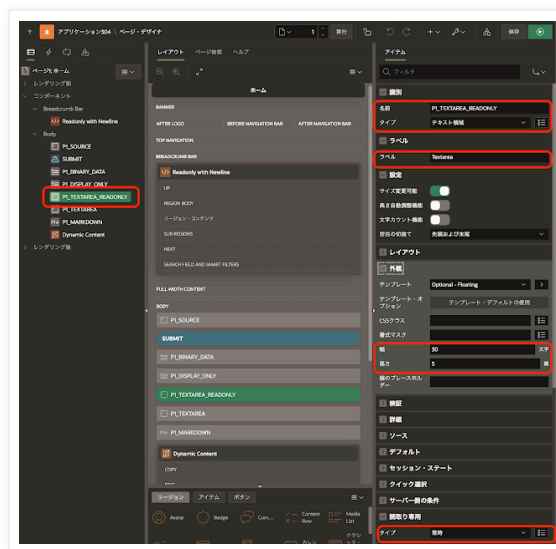 アプリケーション504 \ ページ・デザイナ
1
実行
保存
レイアウト ページ検索 ヘルプ
アイテム
ページ1: ホーム
レンダリング前
コンポーネント
Breadcrumb Bar
Readonly with Newline
Body
P1_SOURCE
SUBMIT
P1_BINARY_DATA
P1_DISPLAY_ONLY
P1_TEXTAREA_READONLY
P1_TEXTAREA
P1_MARKDOWN
Dynamic Content
レンダリング後
ホーム
BANNER
AFTER LOGO BEFORE NAVIGATION BAR AFTER NAVIGATION BAR
TOP NAVIGATION
BREADCRUMB BAR
Readonly with Newline
UP
REGION BODY
リージョン・コンテンツ
SUB REGIONS
NEXT
SEARCH FIELD AND SMART FILTERS
FULL WIDTH CONTENT
BODY
P1_SOURCE
SUBMIT
P1_BINARY_DATA
P1_DISPLAY_ONLY
P1_TEXTAREA_READONLY
P1_TEXTAREA
P1_MARKDOWN
Dynamic Content
COPY
リージョン アイテム ボタン
Avatar
Badge
Com...
Content Row
Media List
フィルタ
識別
名前 P1_TEXTAREA_READONLY
タイプ テキスト領域
ラベル
ラベル Textarea
設定
サイズ変更可能
高さ自動調整機能
文字カウント機能
空白の切捨て 先頭および末尾
レイアウト
外観
テンプレート Optional - Floating
テンプレート・オプション テンプレート・デフォルトの使用
CSSクラス
書式マスク
幅 30 文字
高さ 5 行
値のプレースホルダー
検証
詳細
ソース
デフォルト
セッション・ステート
クイック選択
サーバー側の条件
読取り専用
タイプ 常時